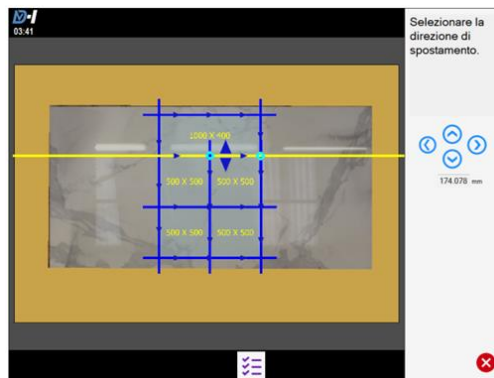 03:41
Selezionare la
direzione di
spostamento.
1000 X 400
500 X 500
500 X 500
174.078 mm
500 X 500
500 X 500